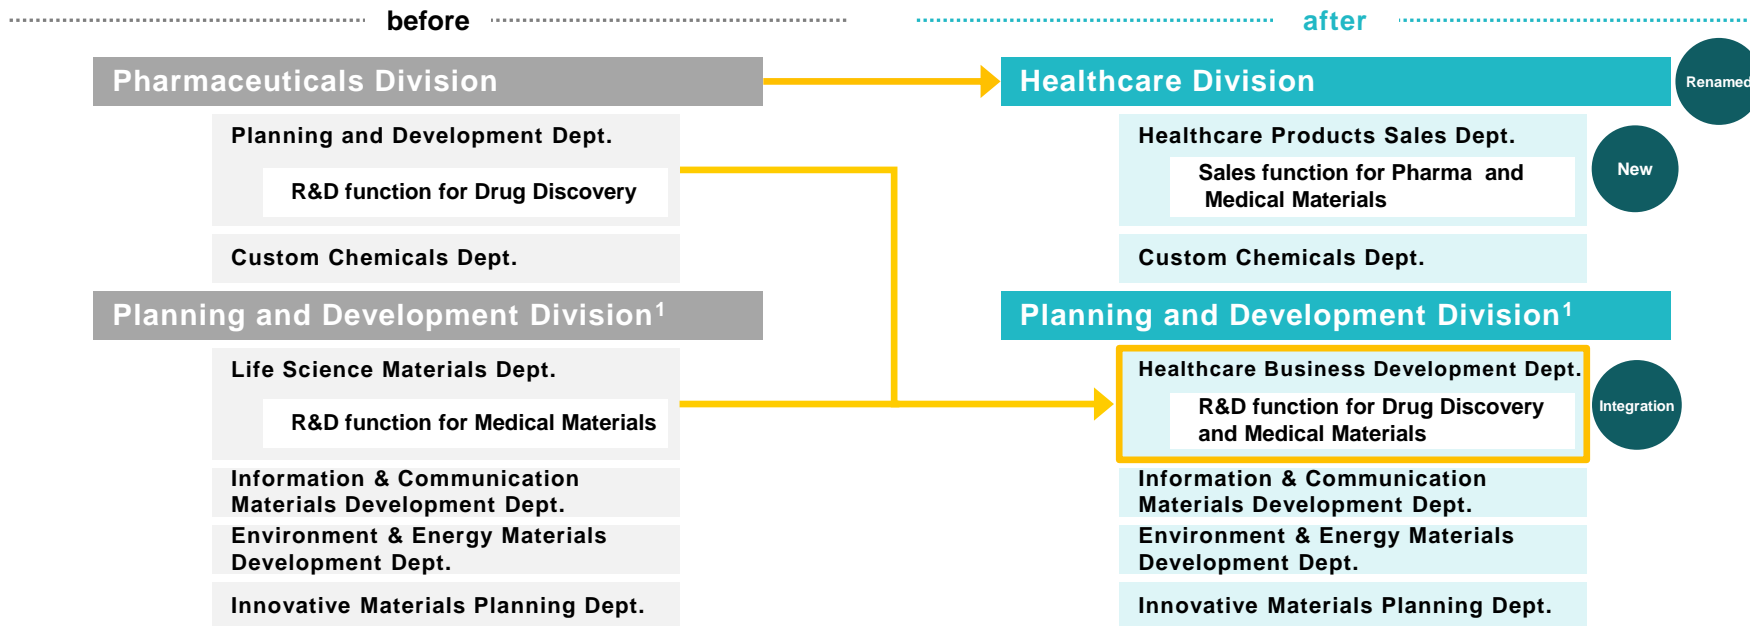 before
after
Pharmaceuticals Division
Healthcare Division
Renamed
Planning and Development Dept.
R&D function for Drug Discovery
Healthcare Products Sales Dept.
Sales function for Pharma and
Medical Materials
New
Custom Chemicals Dept.
Custom Chemicals Dept.
Planning and Development Division¹
Planning and Development Division¹
Life Science Materials Dept.
R&D function for Medical Materials
Healthcare Business Development Dept.
R&D function for Drug Discovery
and Medical Materials
Integration
Information & Communication
Materials Development Dept.
Information & Communication
Materials Development Dept.
Environment & Energy Materials
Development Dept.
Environment & Energy Materials
Development Dept.
Innovative Materials Planning Dept.
Innovative Materials Planning Dept.